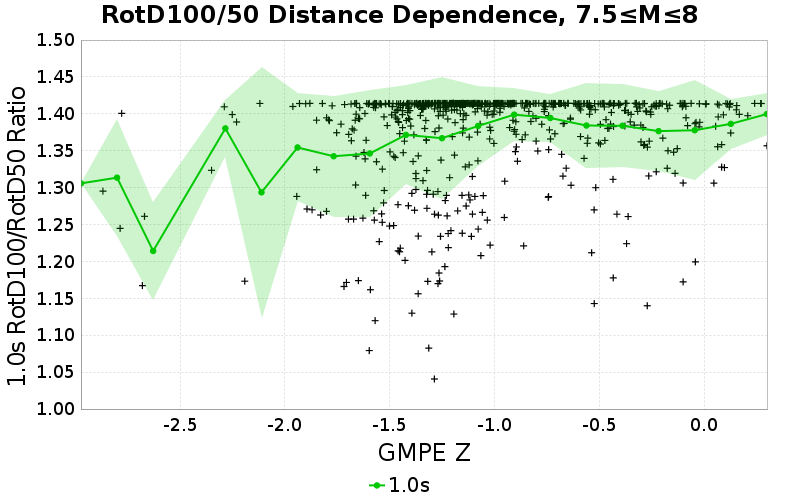 RotD100/50 Distance Dependence, 7.5≤M≤8
1.50
1.45
1.40
1.35
1.30
1.25
1.20
1.15
1.10
1.05
1.00
1.0s RotD100/RotD50 Ratio
-2.5 -2.0 -1.5 -1.0 -0.5 0.0
GMPE Z
1.0s